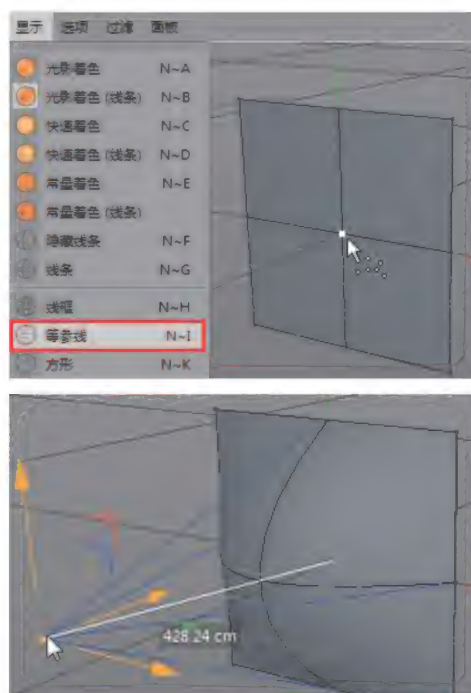 显示 选项 过滤 面板
光影着色 N~A
光影着色 (线条) N~B
快速着色 N~C
快速着色 (线条) N~D
常量着色 N~E
常量着色 (线条)
隐藏线条 N~F
线条 N~G
线框 N~H
等参线 N~I
方形 N~K
428.24 cm